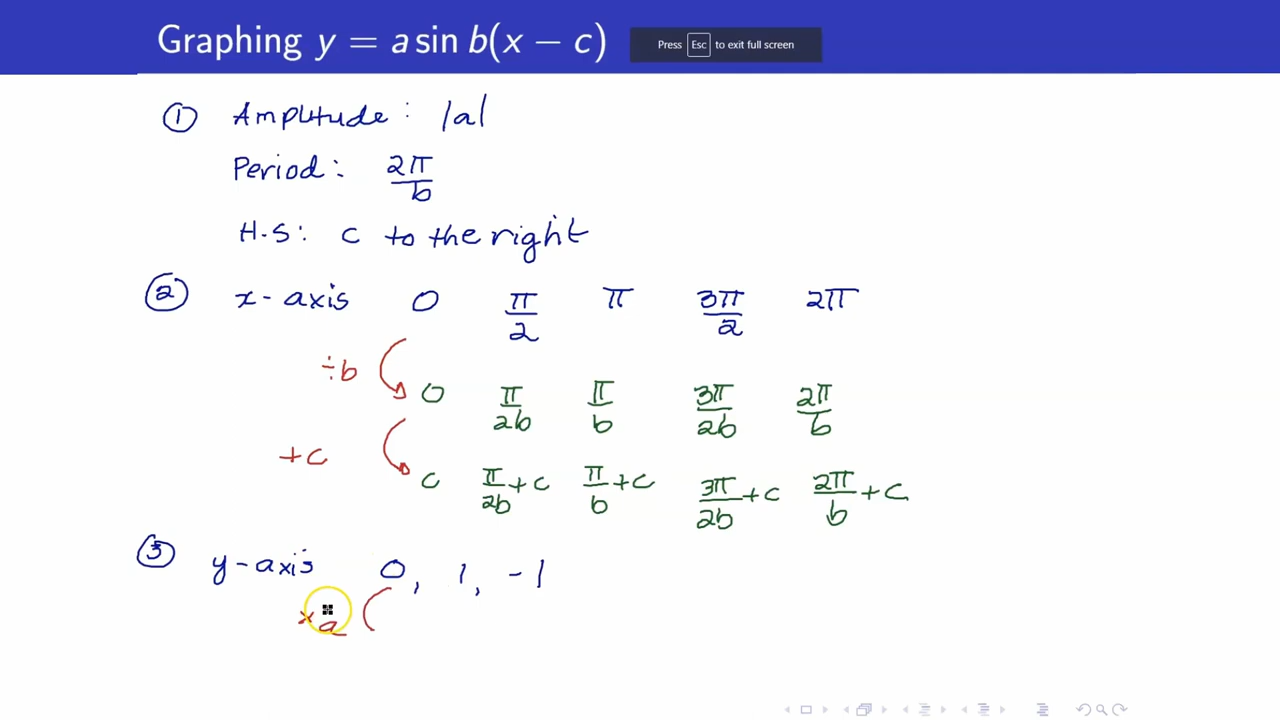 Graphing y = a sin b(x − c)
Press Esc to exit full screen
① Amplitude : |a|
Period : 2π/b
H.S : c to the right
② x-axis 0 π/2 π 3π/2 2π
÷b 0 π/2b π/b 3π/2b 2π/b
+c c π/2b + c π/b + c 3π/2b + c 2π/b + c
③ y-axis 0, 1, -1
×a